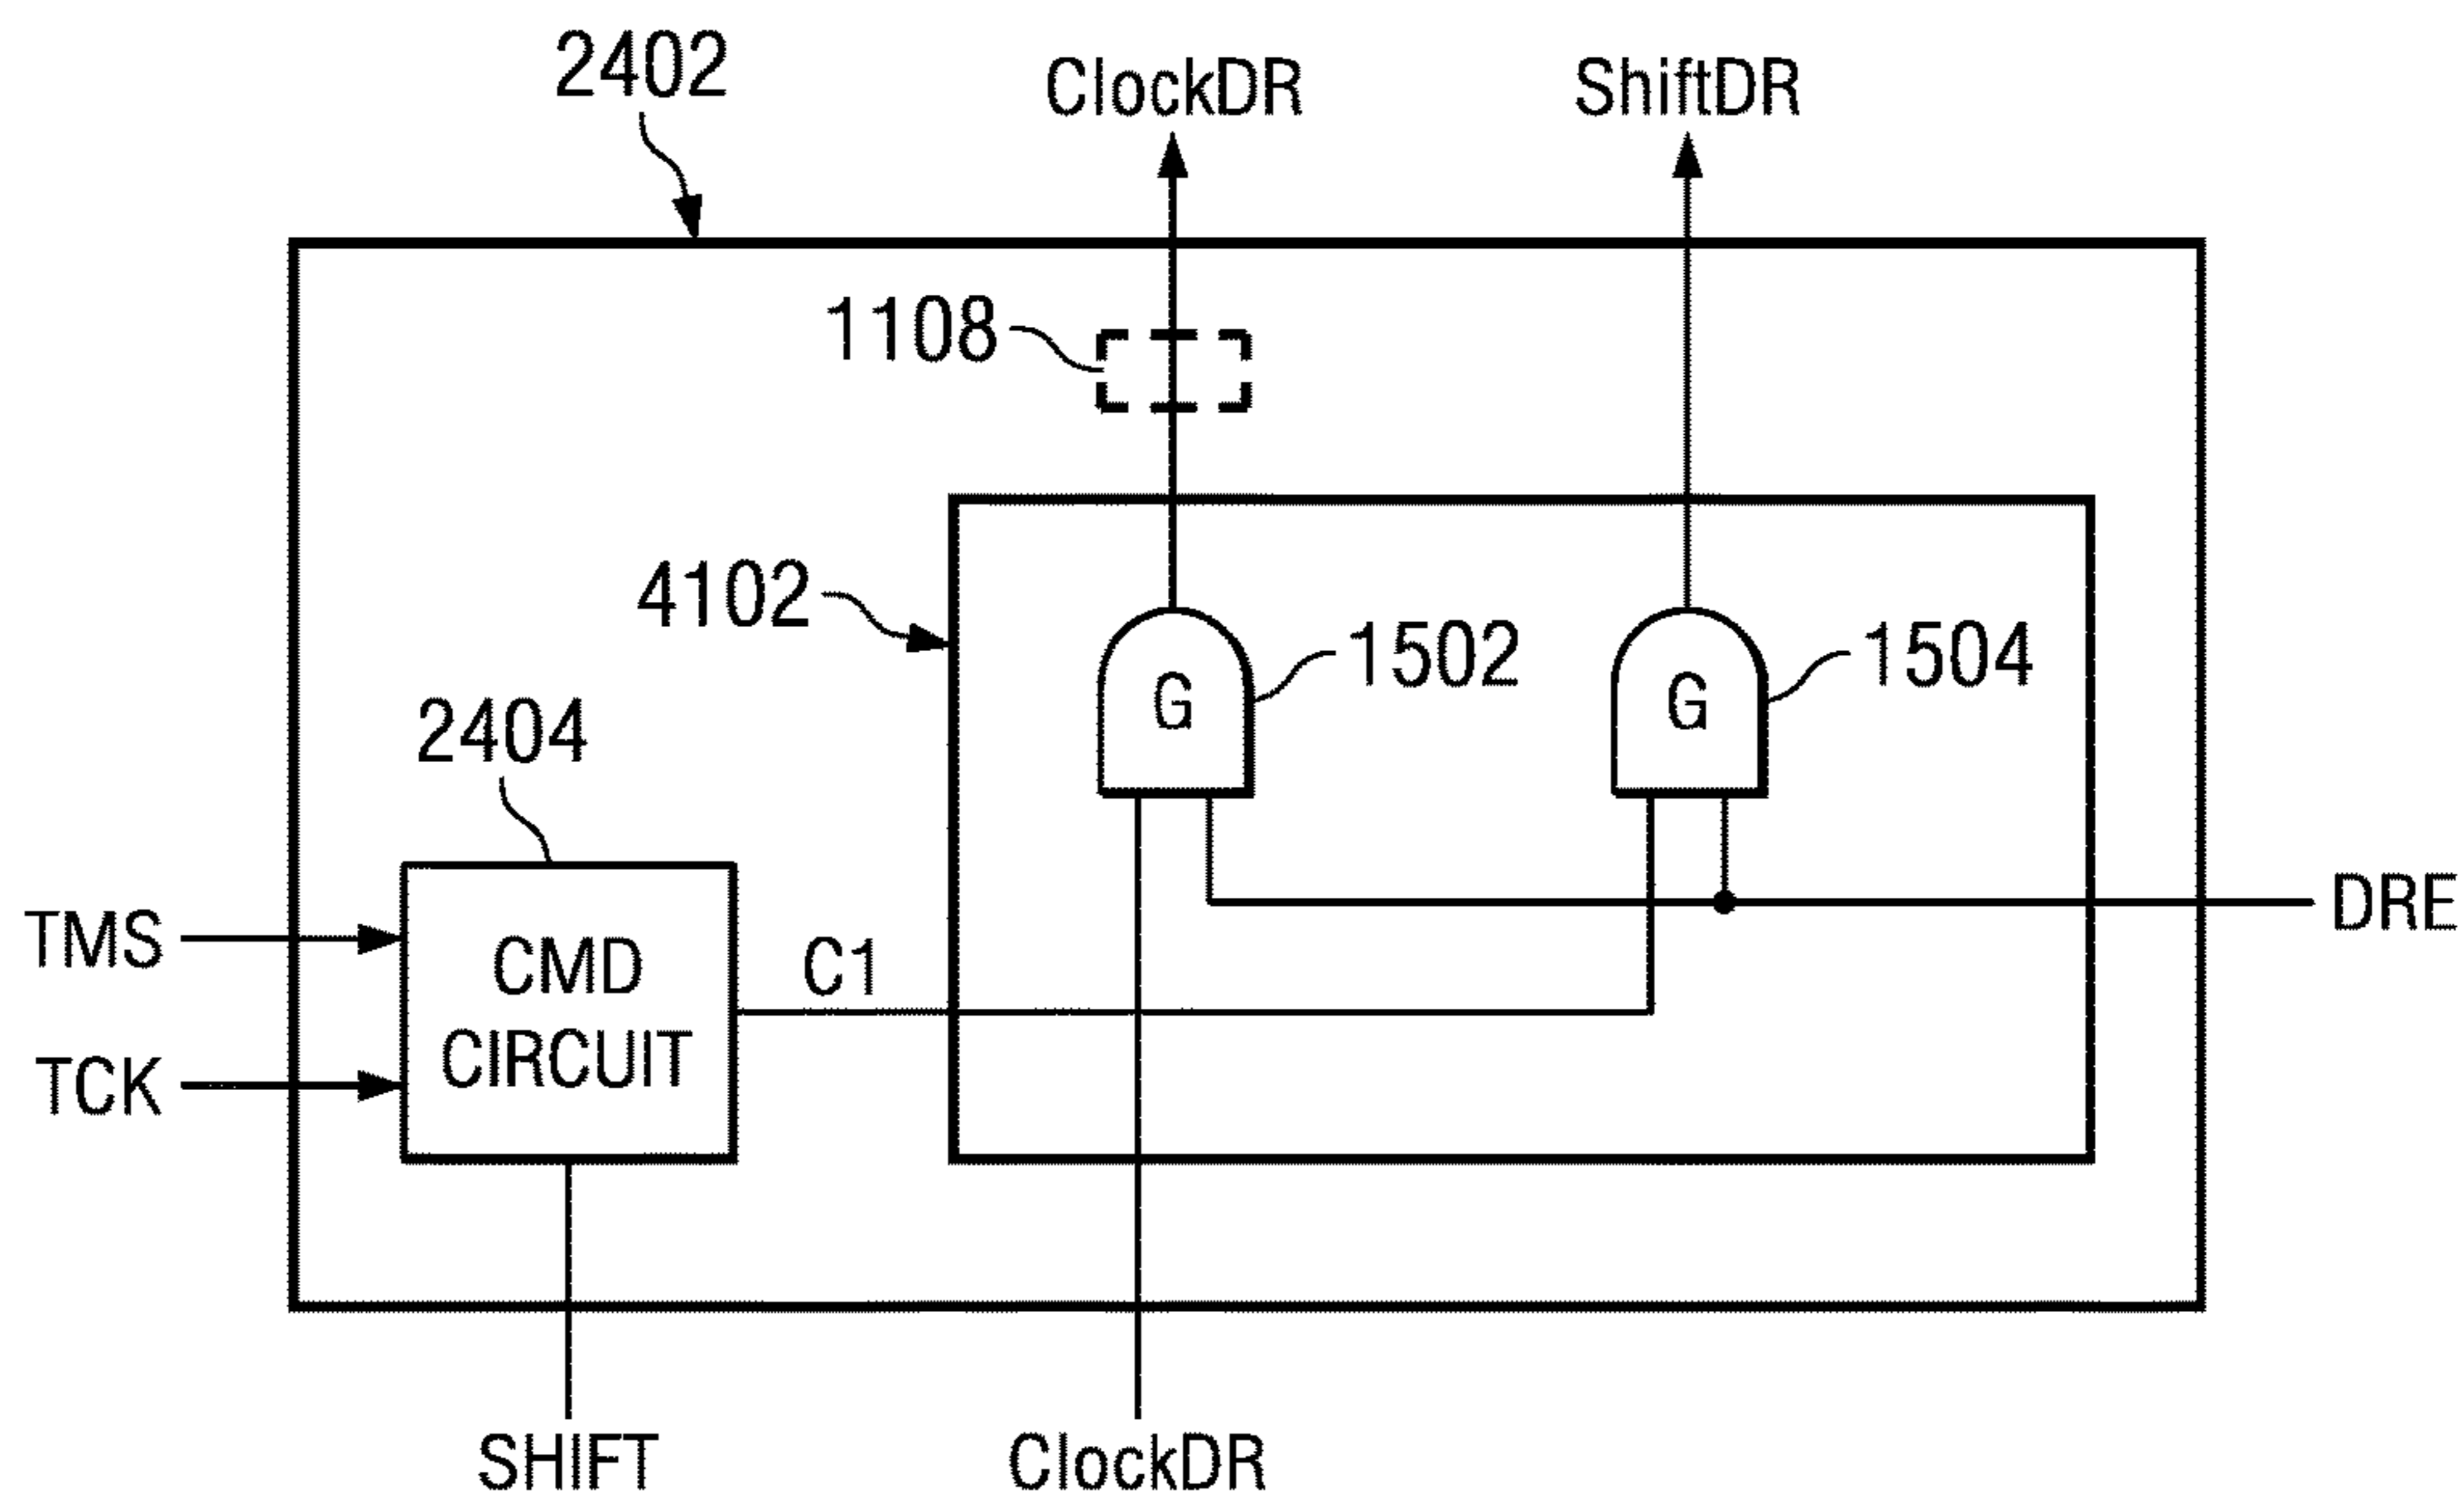 2402
ClockDR
ShiftDR
1108
4102
1502
1504
G
G
2404
TMS
TCK
CMD
CIRCUIT
C1
DRE
SHIFT
ClockDR